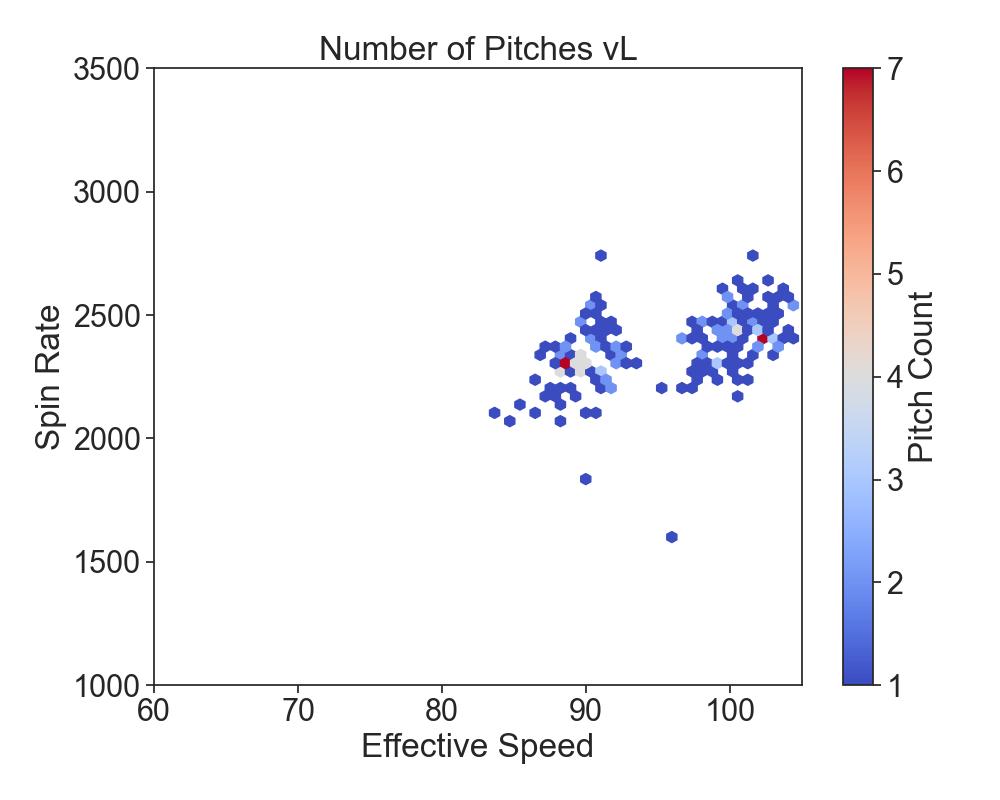 Number of Pitches vL
3500
3000
2500
2000
1500
1000
Spin Rate
60 70 80 90 100
Effective Speed
7
6
5
4
3
2
1
Pitch Count